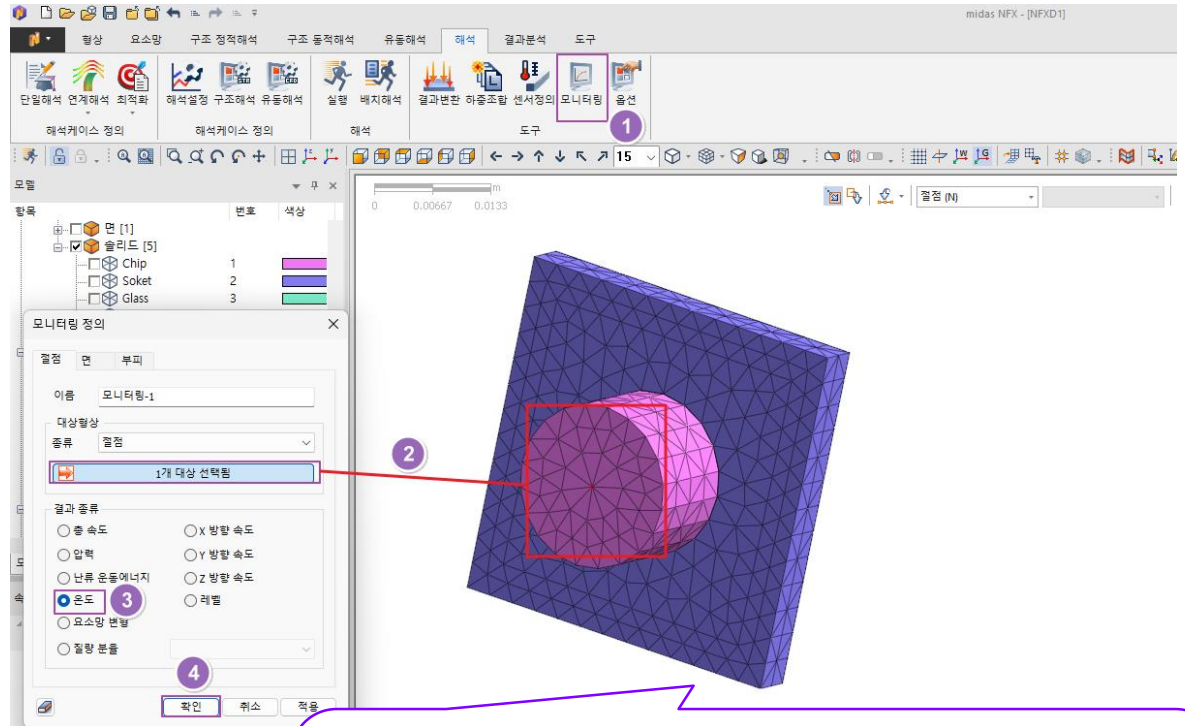 midas NFX - [NFXD1]
형상 요소망 구조 정적해석 구조 동적해석 유동해석 해석 결과분석 도구
단일해석 연계해석 최적화 해석설정 구조해석 유동해석 실행 배치해석 결과변환 하중조합 센서정의 모니터링 옵션
1
해석케이스 정의 해석케이스 정의 해석 도구
15
모델
m
0 0.00667 0.0133
절점 (N)
항목 번호 색상
면 [1]
솔리드 [5]
Chip 1
Soket 2
Glass 3
모니터링 정의
절점 면 부피
이름 모니터링-1
대상형상
종류 절점
1개 대상 선택됨
2
결과 종류
총 속도 X 방향 속도
압력 Y 방향 속도
난류 운동에너지 Z 방향 속도
온도 3 레벨
요소망 변형
질량 분율
4
확인 취소 적용